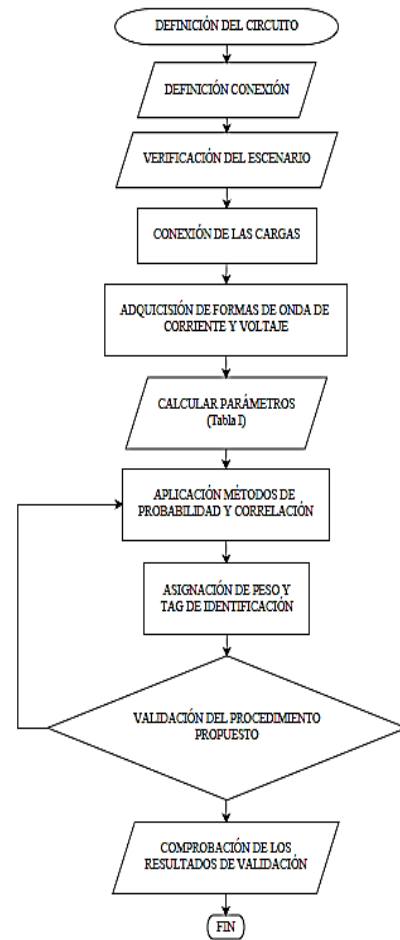 DEFINICIÓN DEL CIRCUITO
DEFINICIÓN CONEXIÓN
VERIFICACIÓN DEL ESCENARIO
CONEXIÓN DE LAS CARGAS
ADQUICISIÓN DE FORMAS DE ONDA DE
CORRIENTE Y VOLTAJE
CALCULAR PARÁMETROS
(Tabla I)
APLICACIÓN MÉTODOS DE
PROBABILIDAD Y CORRELACIÓN
ASIGNACIÓN DE PESO Y
TAG DE IDENTIFICACIÓN
VALIDACIÓN DEL PROCEDIMIENTO
PROPUESTO
COMPROBACIÓN DE LOS
RESULTADOS DE VALIDACIÓN
FIN